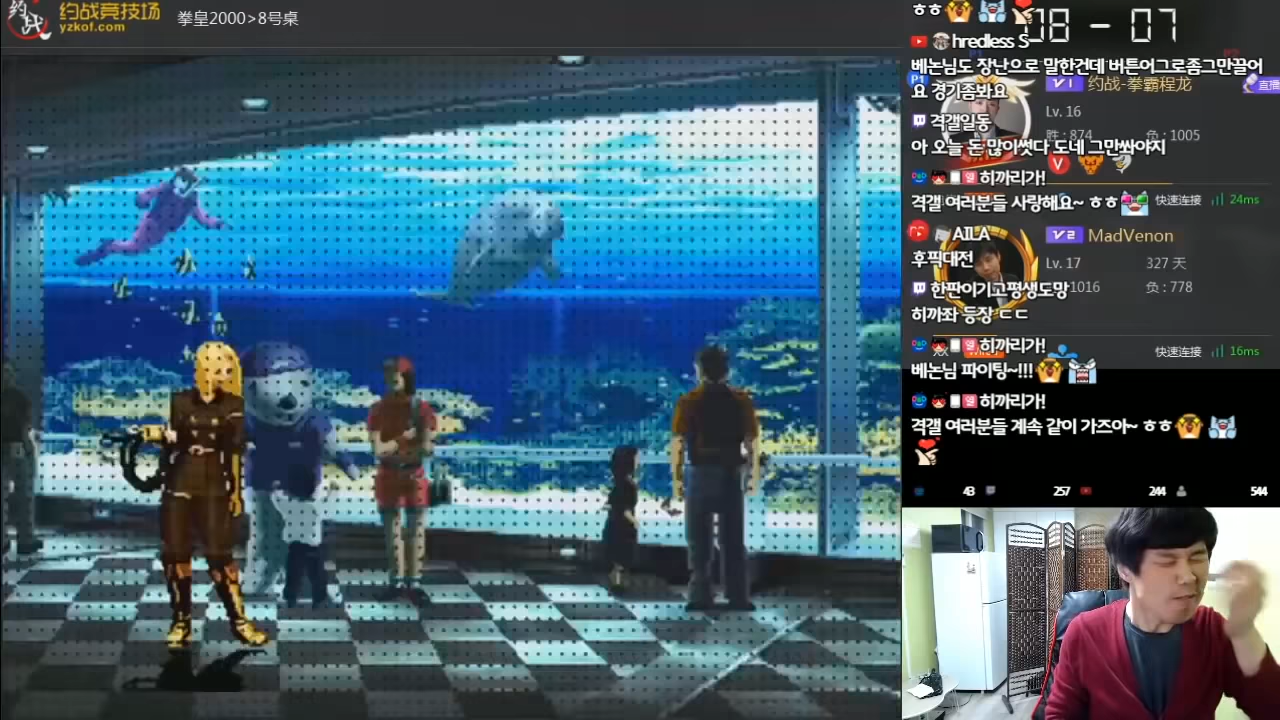 约战竞技场
yzkof.com
拳皇2000>8号桌
ㅎㅎ
08 - 07
hredless S
베논님도 장난으로 말한건데 버튼어그로좀그만끌어
요 경기좀봐요
P1
V1 约战-拳霸程龙
直播
Lv. 16
격갤일동
胜 : 874 负 : 1005
아 오늘 돈 많이썻다 도네 그만쏴야지
히까리가!
격갤 여러분들 사랑해요~ ㅎㅎ
快速连接 24ms
AILA
V2 MadVenon
후픽대전
Lv. 17 327 天
한판이기고평생도망
1016 负 : 778
히까좌 등장 ㄷㄷ
히까리가!
快速连接 16ms
베논님 파이팅~!!!
히까리가!
격갤 여러분들 계속 같이 가즈아~ ㅎㅎ
43 257 244 544